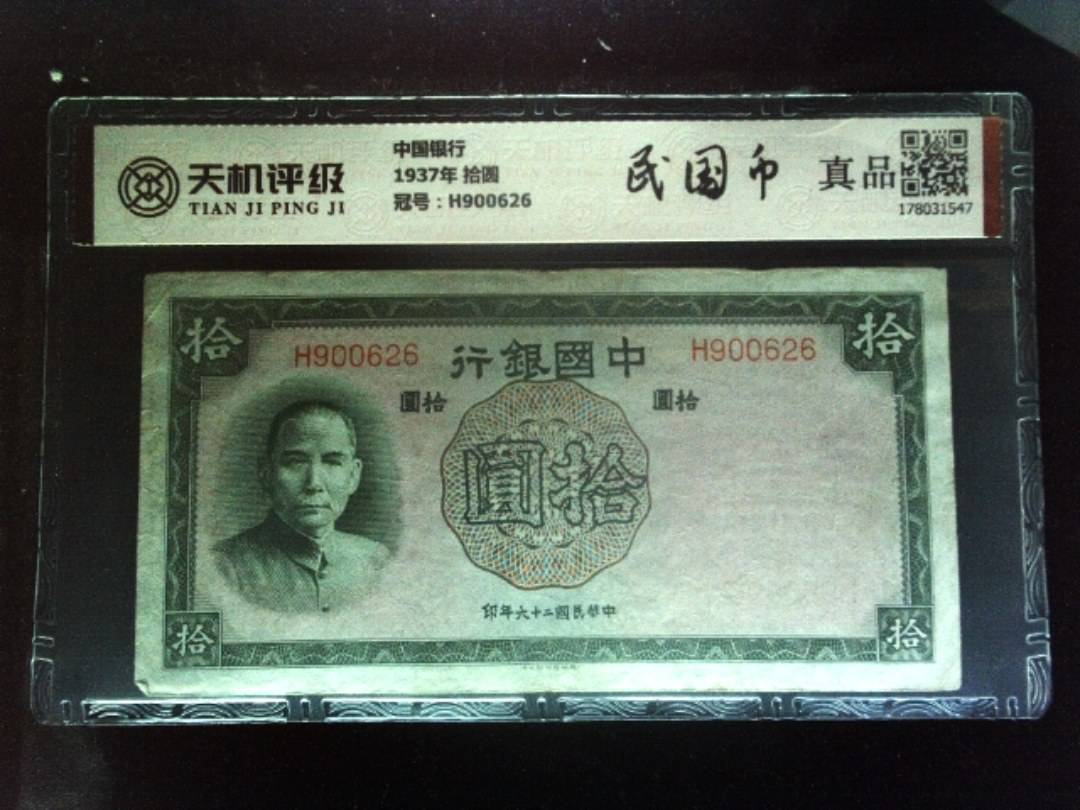 天机评级
TIAN JI PING JI
中国银行
1937年 拾圆
冠号：H900626
民国币
真品
178031547
拾
拾
H900626
行銀國中
H900626
圓拾
圓拾
圓拾
印年六十二國民華中
拾
拾